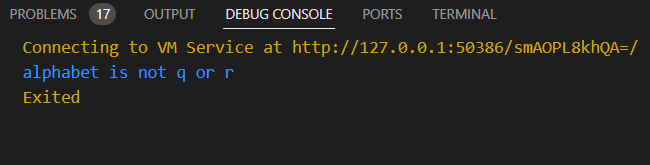 PROBLEMS 17 OUTPUT DEBUG CONSOLE PORTS TERMINAL
Connecting to VM Service at http://127.0.0.1:50386/smAOPL8khQA=/
alphabet is not q or r
Exited